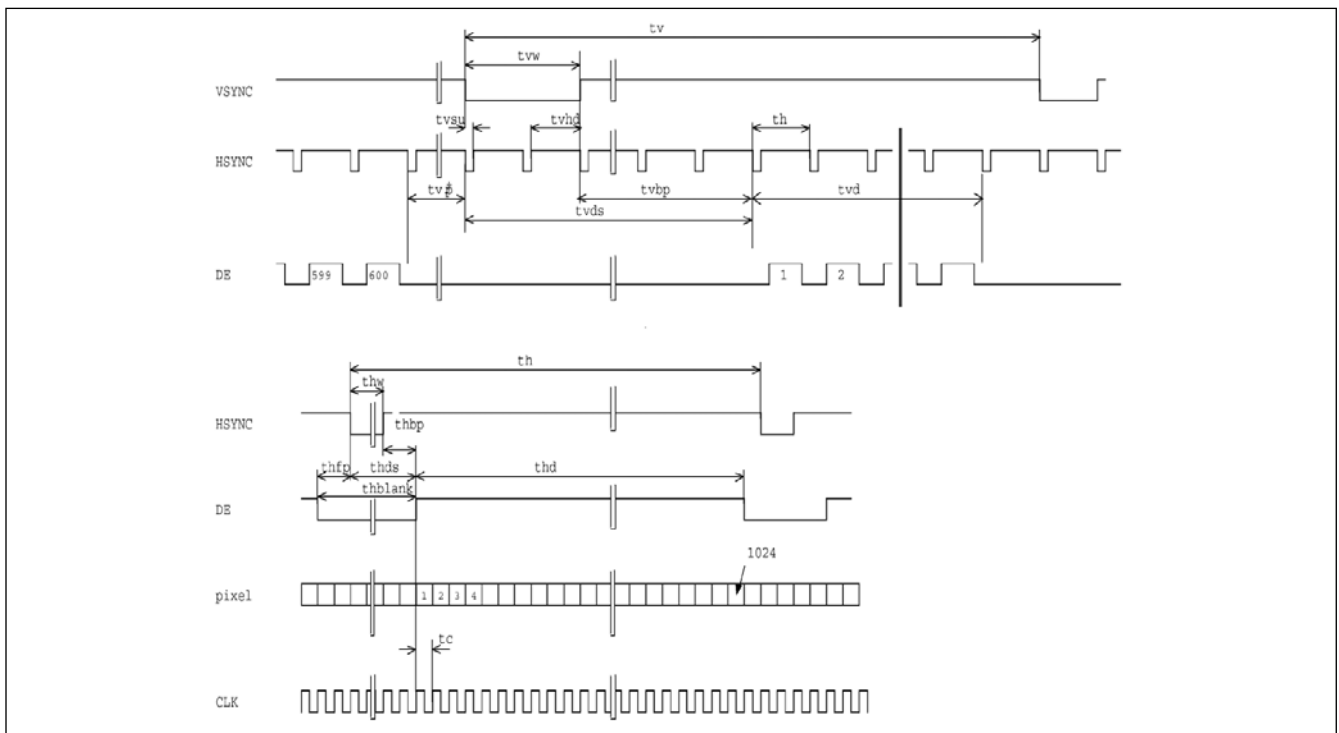 tv
tvw
VSYNC
tvsu
tvhd
th
HSYNC
tvbp
tvd
tvds
DE
599
600
1
2
th
thw
HSYNC
thbp
thfp
thds
thd
thblank
DE
1024
pixel
1
2
3
4
tc
CLK